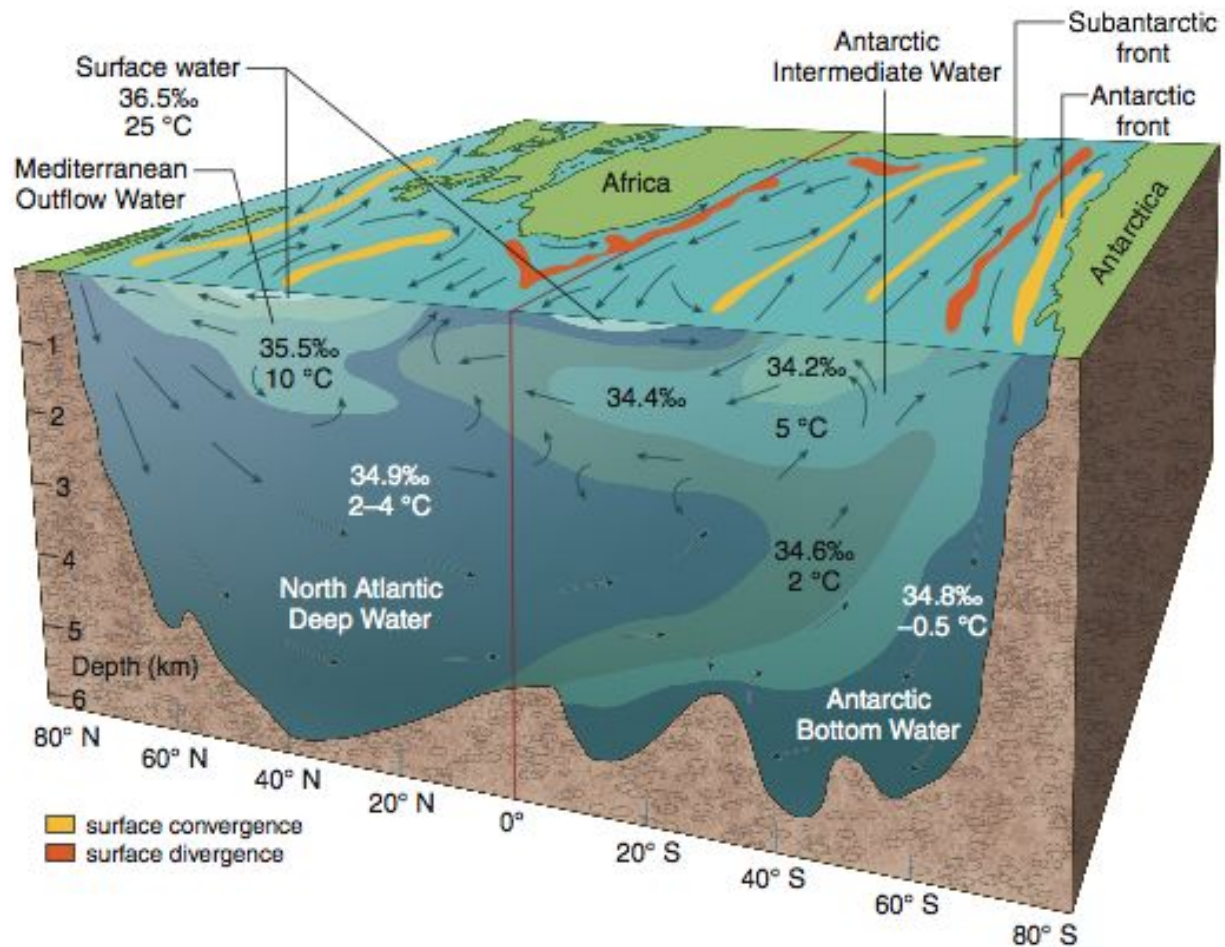 Surface water
36.5‰
25 °C
Mediterranean
Outflow Water
Antarctic
Intermediate Water
Subantarctic
front
Antarctic
front
Africa
Antarctica
35.5‰
10 °C
34.2‰
34.4‰
5 °C
34.9‰
2–4 °C
34.6‰
2 °C
34.8‰
–0.5 °C
North Atlantic
Deep Water
Antarctic
Bottom Water
1
2
3
4
5
Depth (km)
6
80° N
60° N
40° N
20° N
0°
20° S
40° S
60° S
80° S
surface convergence
surface divergence